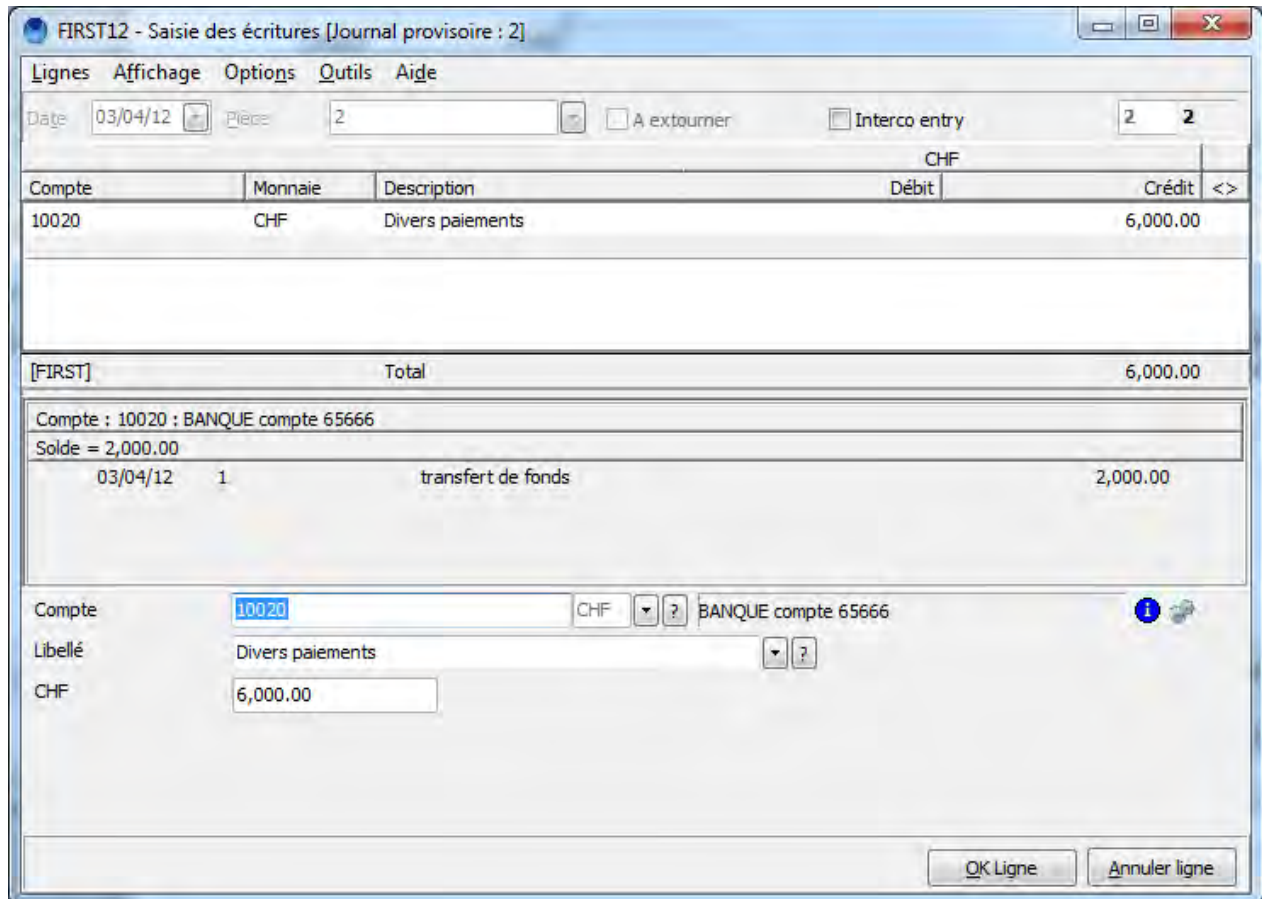 FIRST12 - Saisie des écritures [Journal provisoire : 2]
Lignes Affichage Options Outils Aide
Date 03/04/12 Pièce 2 A extourner Interco entry 2 2
CHF
Compte Monnaie Description Débit Crédit <>
10020 CHF Divers paiements 6,000.00
[FIRST] Total 6,000.00
Compte : 10020 : BANQUE compte 65666
Solde = 2,000.00
03/04/12 1 transfert de fonds 2,000.00
Compte 10020 CHF ? BANQUE compte 65666 i
Libellé Divers paiements ?
CHF 6,000.00
OK Ligne Annuler ligne